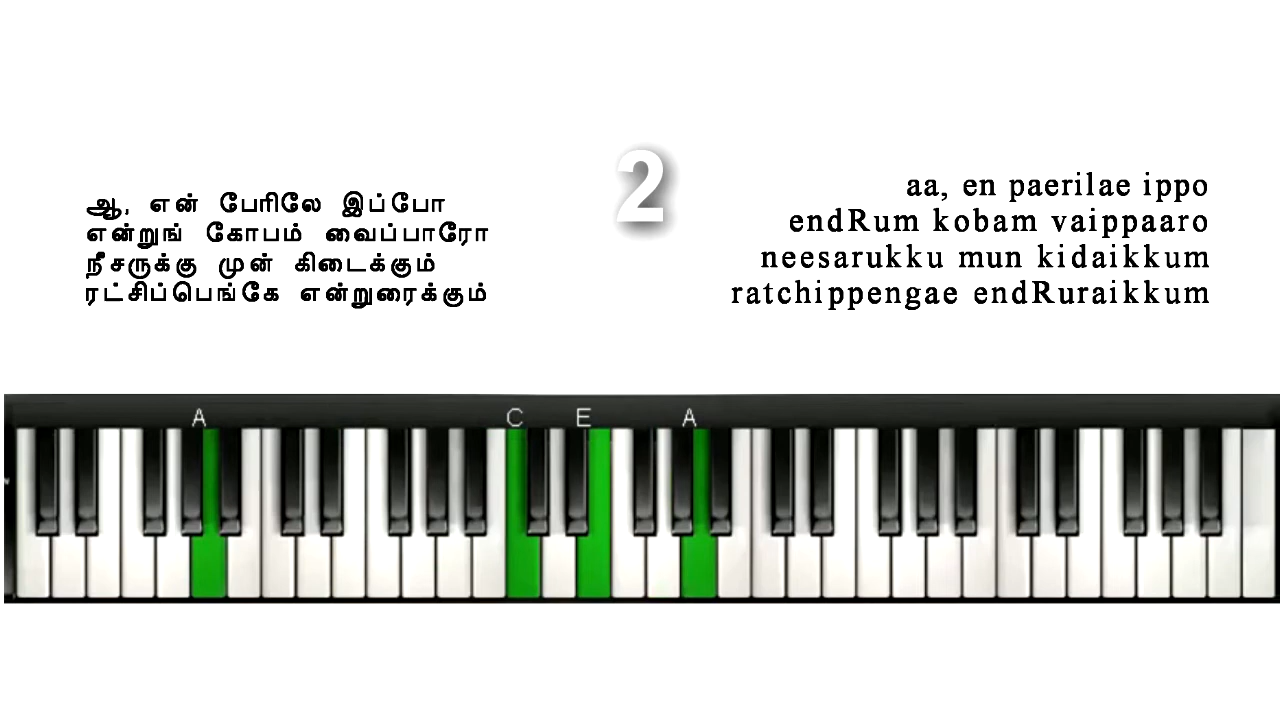 2
ஆ, என் பேரிலே இப்போ
என்றுங் கோபம் வைப்பாரோ
நீசருக்கு முன் கிடைக்கும்
ரட்சிப்பெங்கே என்றுரைக்கும்
aa, en paerilae ippo
endRum kobam vaippaaro
neesarukku mun kidaikkum
ratchippengae endRuraikkum
A C E A